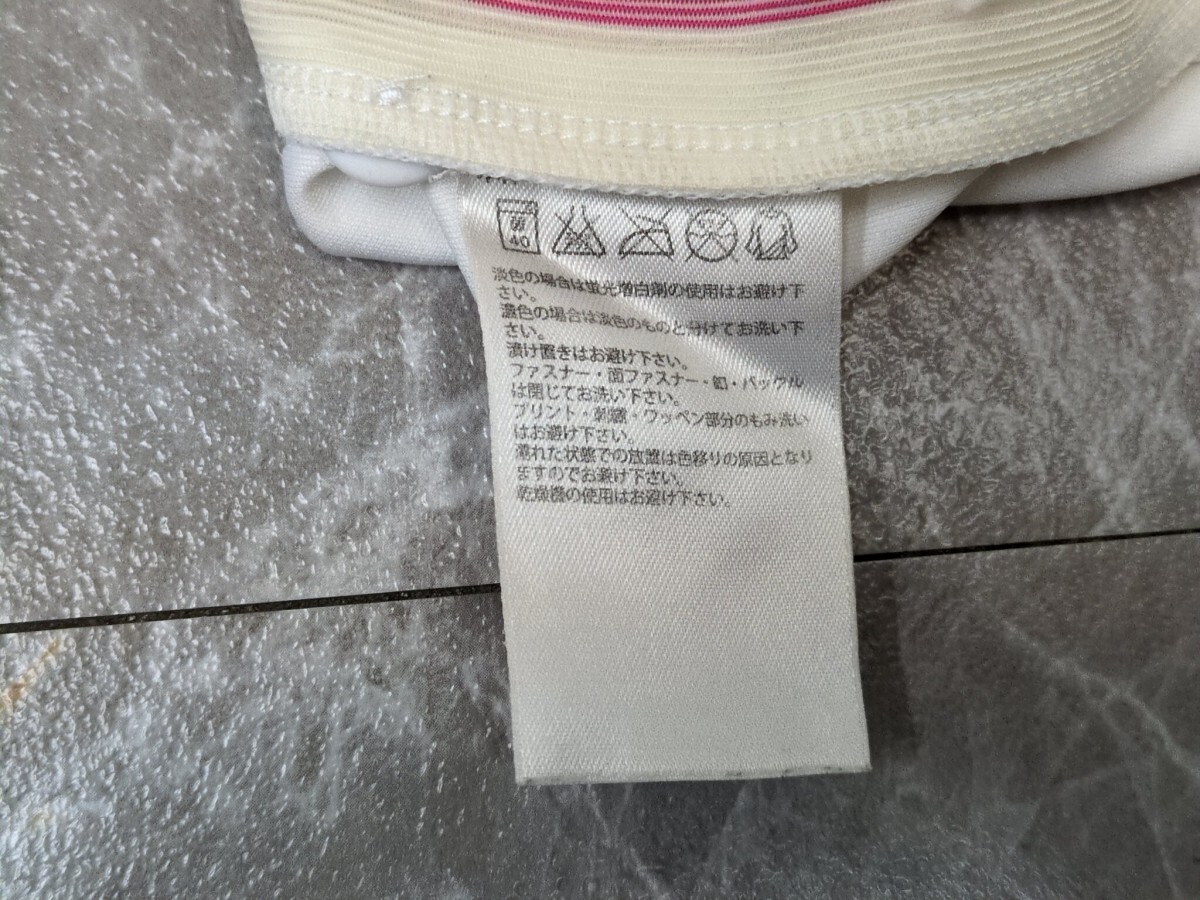 弱
40
淡色の場合は蛍光増白剤の使用はお避け下
さい。
濃色の場合は淡色のものと分けてお洗い下
さい。
漬け置きはお避け下さい。
ファスナー・面ファスナー・釦・バックル
は閉じてお洗い下さい。
プリント・刺繍・ワッペン部分のもみ洗い
はお避け下さい。
濡れた状態での放置は色移りの原因となり
ますのでお避け下さい。
乾燥機の使用はお避け下さい。